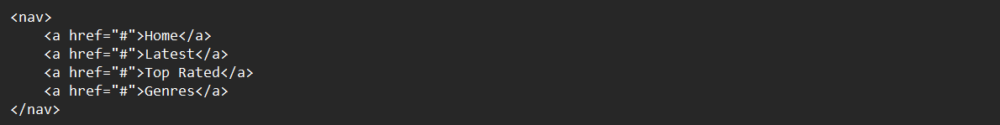 <nav>
    <a href="#">Home</a>
    <a href="#">Latest</a>
    <a href="#">Top Rated</a>
    <a href="#">Genres</a>
</nav>